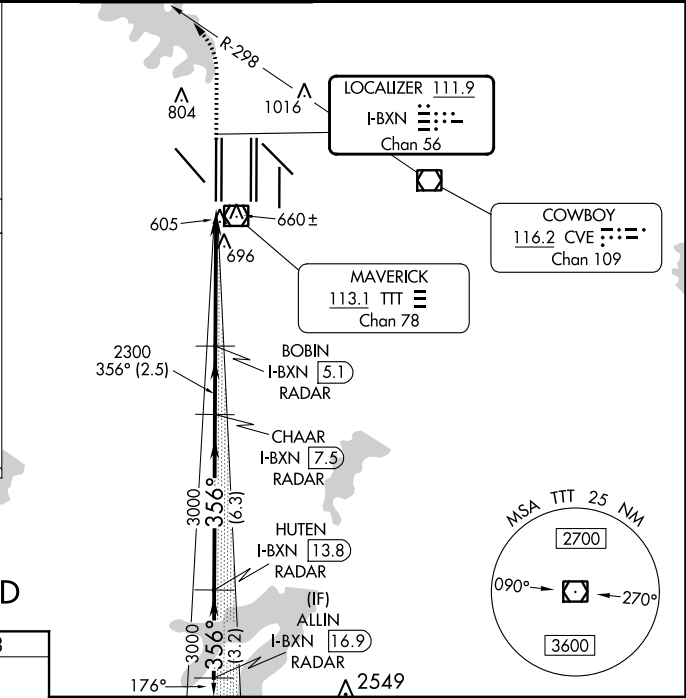 R-298
804
1016
LOCALIZER 111.9
I-BXN
Chan 56
605
660±
696
COWBOY
116.2 CVE
Chan 109
MAVERICK
113.1 TTT
Chan 78
2300
356° (2.5)
BOBIN
I-BXN 5.1
RADAR
CHAAR
I-BXN 7.5
RADAR
3000
356°
(6.3)
HUTEN
I-BXN 13.8
RADAR
(IF)
ALLIN
I-BXN 16.9
RADAR
3000
356°
(3.2)
176°
2549
MSA TTT 25 NM
2700
090°
270°
3600
D